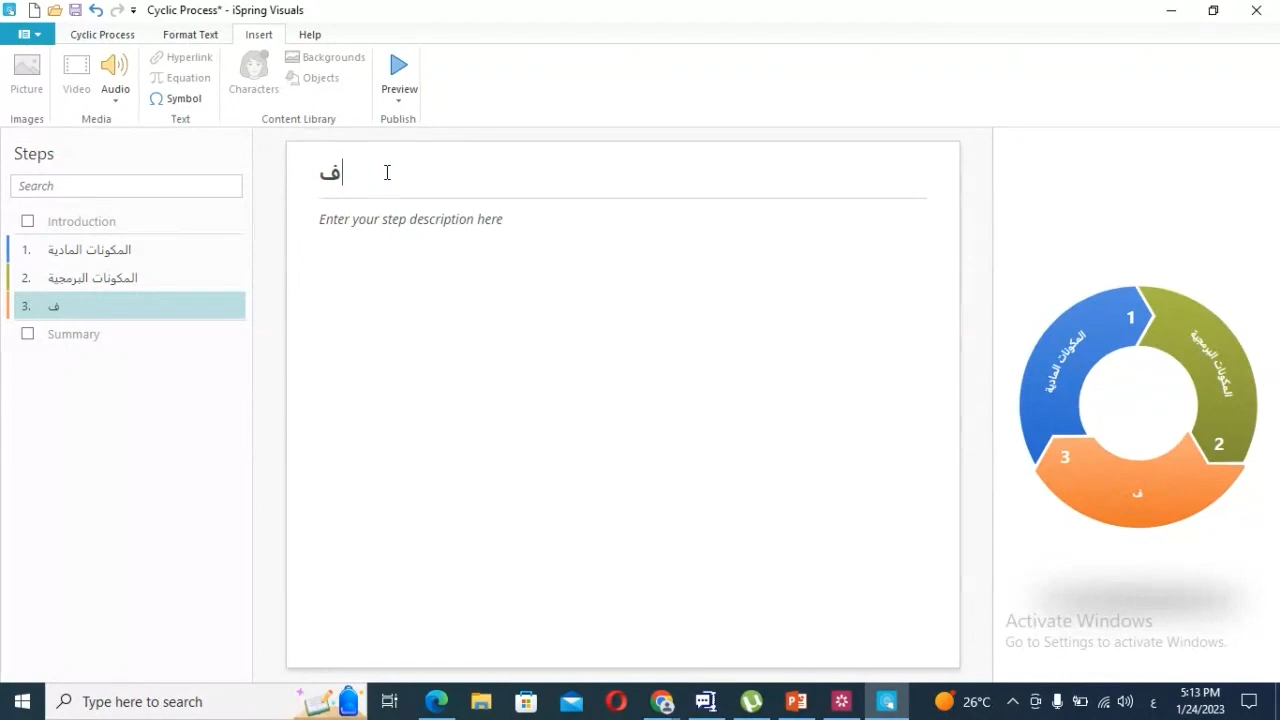 Cyclic Process* - iSpring Visuals
Cyclic Process Format Text Insert Help
Picture
Video
Audio
Hyperlink
Equation
Symbol
Characters
Backgrounds
Objects
Preview
Images Media Text Content Library Publish
Steps
Search
Introduction
1. المكونات المادية
2. المكونات البرمجية
3. ف
Summary
ف
Enter your step description here
1
المكونات المادية
المكونات البرمجية
2
3
ف
Activate Windows
Go to Settings to activate Windows.
Type here to search
26°C
ع
5:13 PM
1/24/2023